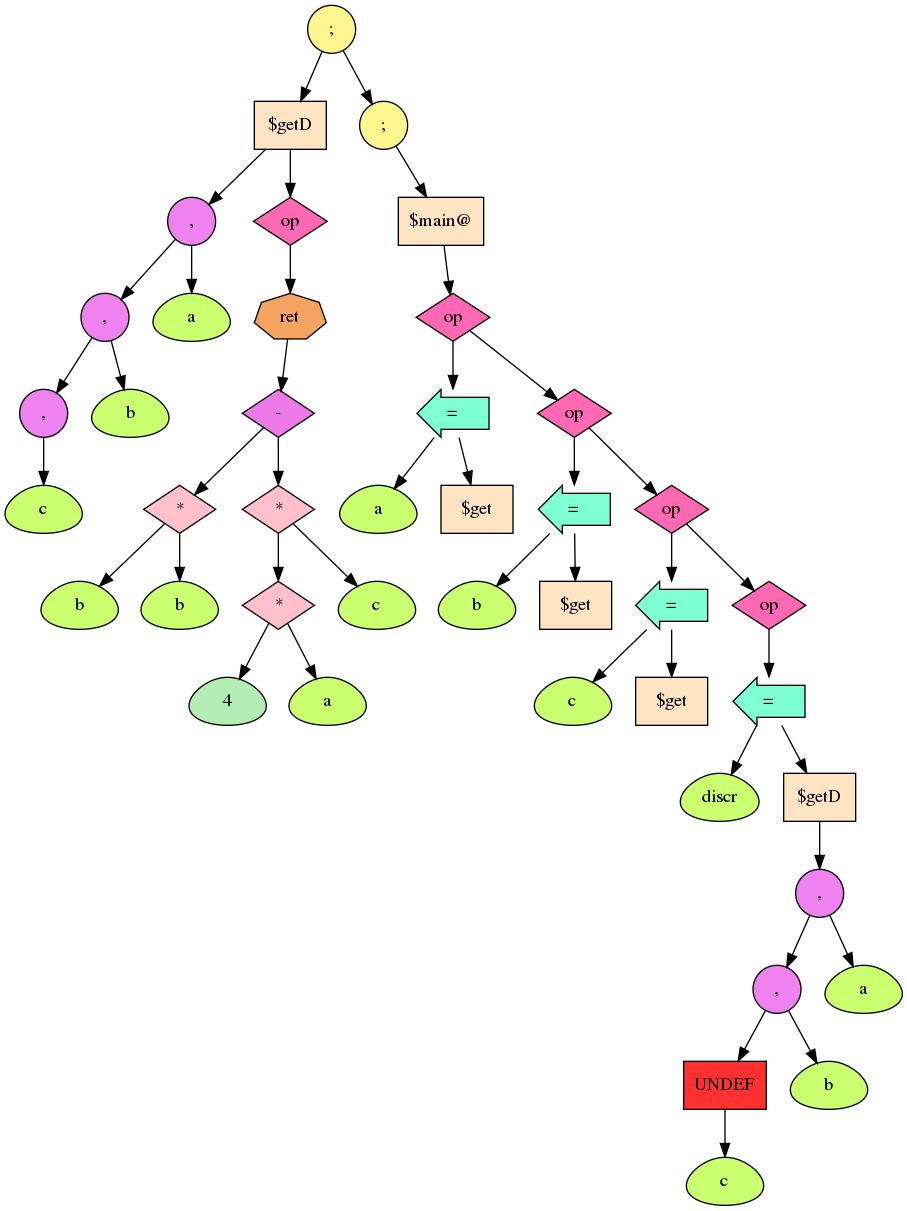 ;
$getD
;
,
op
$main@
,
a
ret
op
,
b
-
=
op
c
*
*
a
$get
=
op
b
b
*
c
b
$get
=
op
4
a
c
$get
=
discr
$getD
,
,
a
UNDEF
b
c